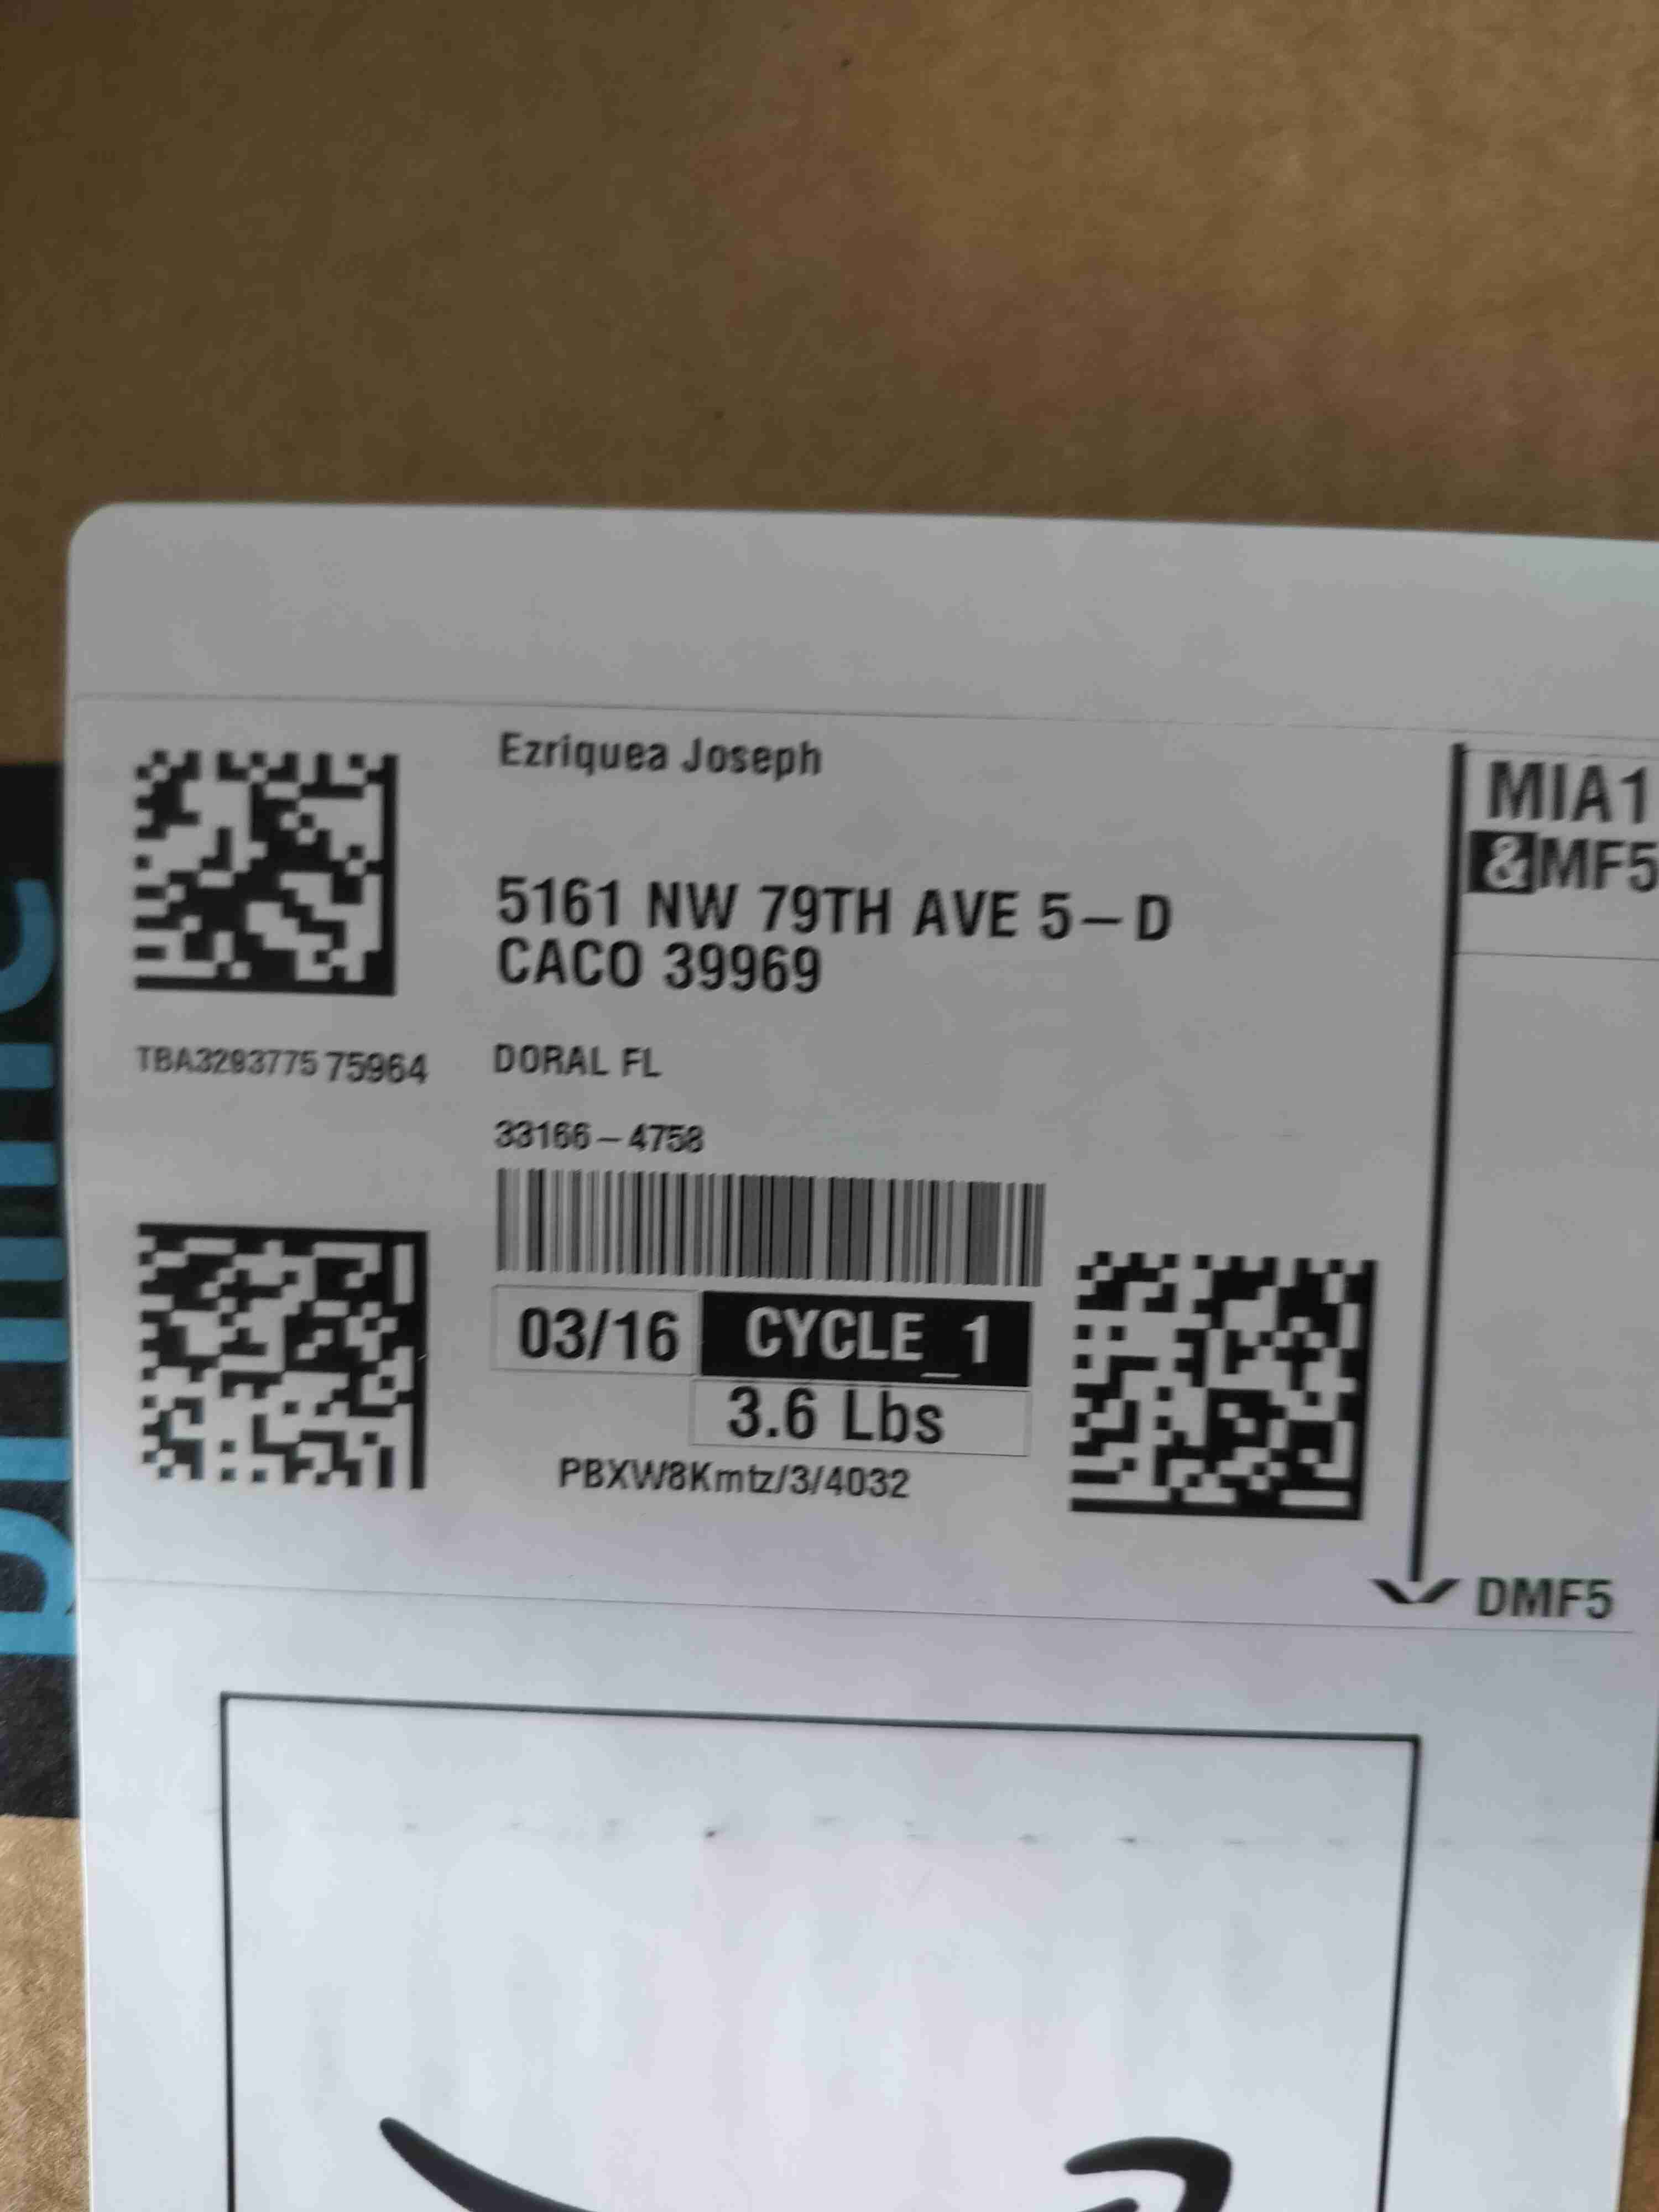 Ezriquea Joseph
5161 NW 79TH AVE 5-D
CACO 39969
TBA329377575964
DORAL FL
33166-4758
03/16 CYCLE_1
3.6 Lbs
PBXW8Kmtz/3/4032
MIA1
&MF5
DMF5
prime